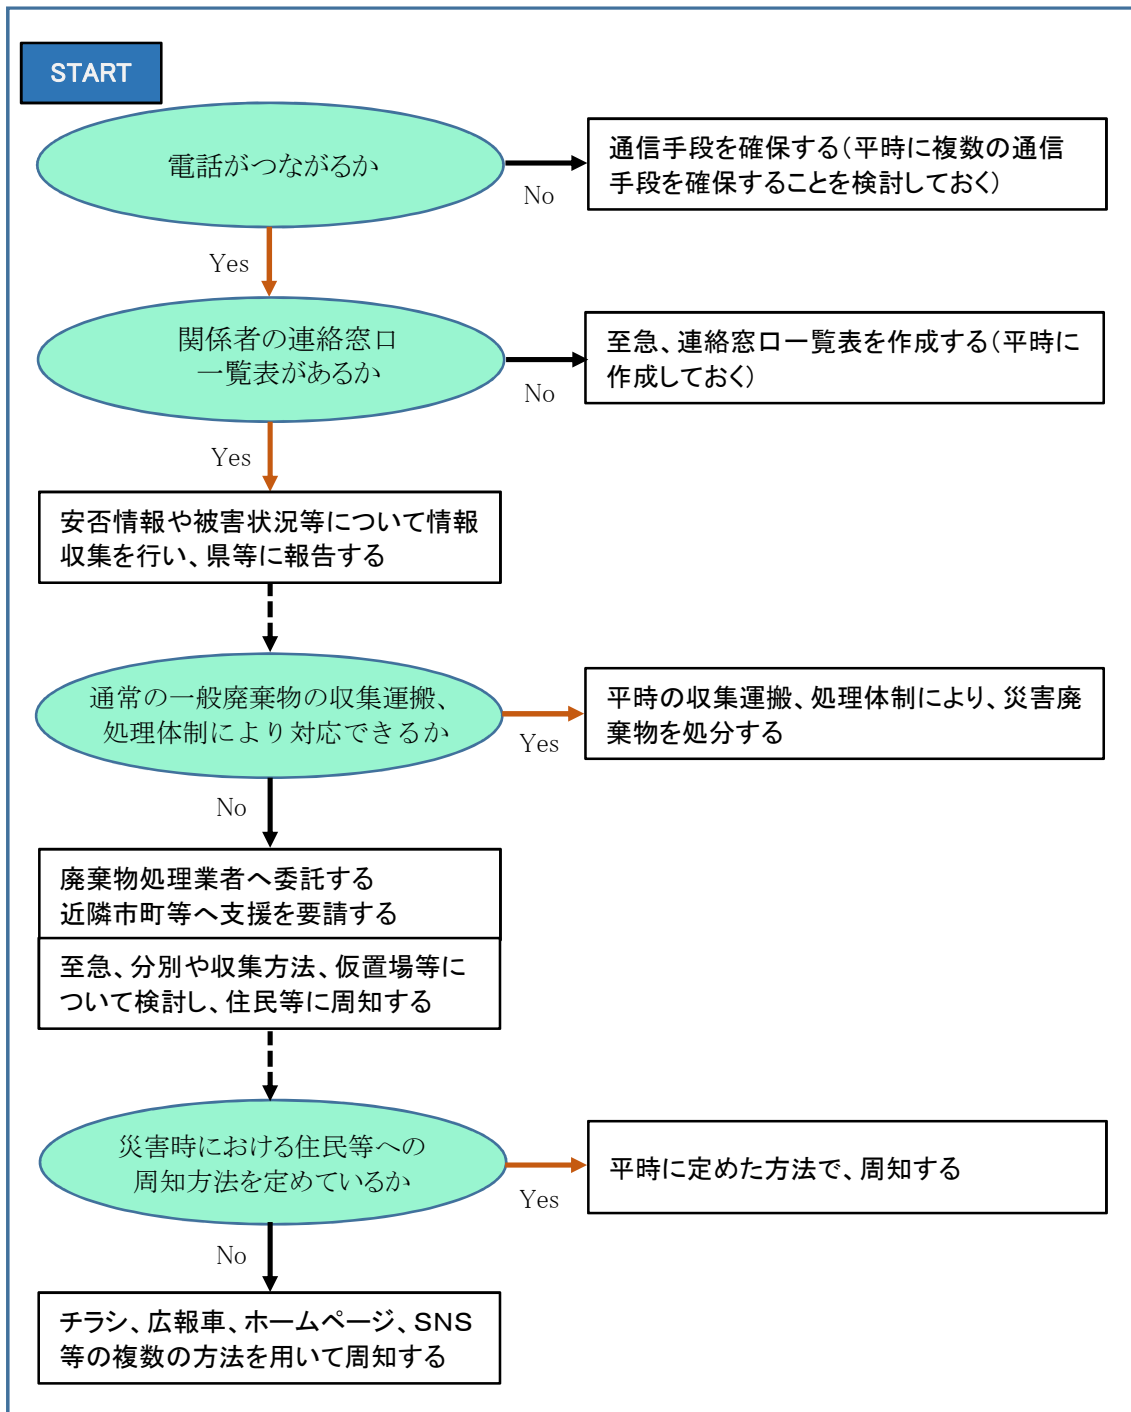 START
電話がつながるか
No
通信手段を確保する(平時に複数の通信
手段を確保することを検討しておく)
Yes
関係者の連絡窓口
一覧表があるか
No
至急、連絡窓口一覧表を作成する(平時に
作成しておく)
Yes
安否情報や被害状況等について情報
収集を行い、県等に報告する
通常の一般廃棄物の収集運搬、
処理体制により対応できるか
Yes
平時の収集運搬、処理体制により、災害廃
棄物を処分する
No
廃棄物処理業者へ委託する
近隣市町等へ支援を要請する
至急、分別や収集方法、仮置場等に
ついて検討し、住民等に周知する
災害時における住民等への
周知方法を定めているか
Yes
平時に定めた方法で、周知する
No
チラシ、広報車、ホームページ、SNS
等の複数の方法を用いて周知する